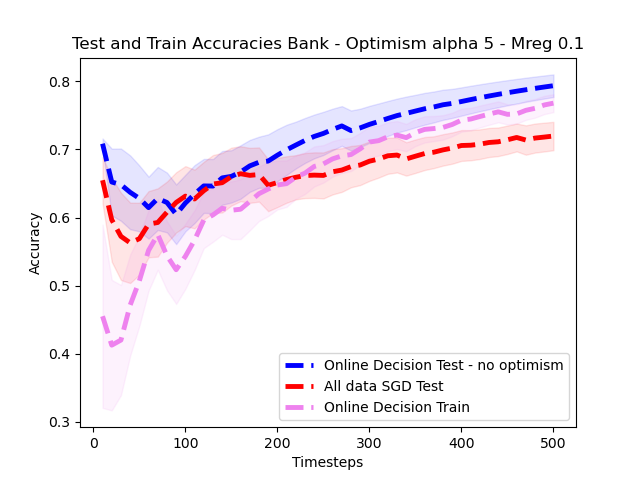 Test and Train Accuracies Bank - Optimism alpha 5 - Mreg 0.1
Accuracy
0.8
0.7
0.6
0.5
0.4
0.3
Online Decision Test - no optimism
All data SGD Test
Online Decision Train
0 100 200 300 400 500
Timesteps